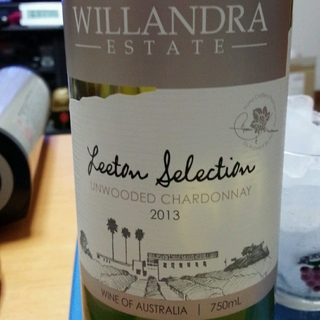 WILLANDRA
ESTATE
Leeton Selection
UNWOODED CHARDONNAY
2013
WINE OF AUSTRALIA | 750mL